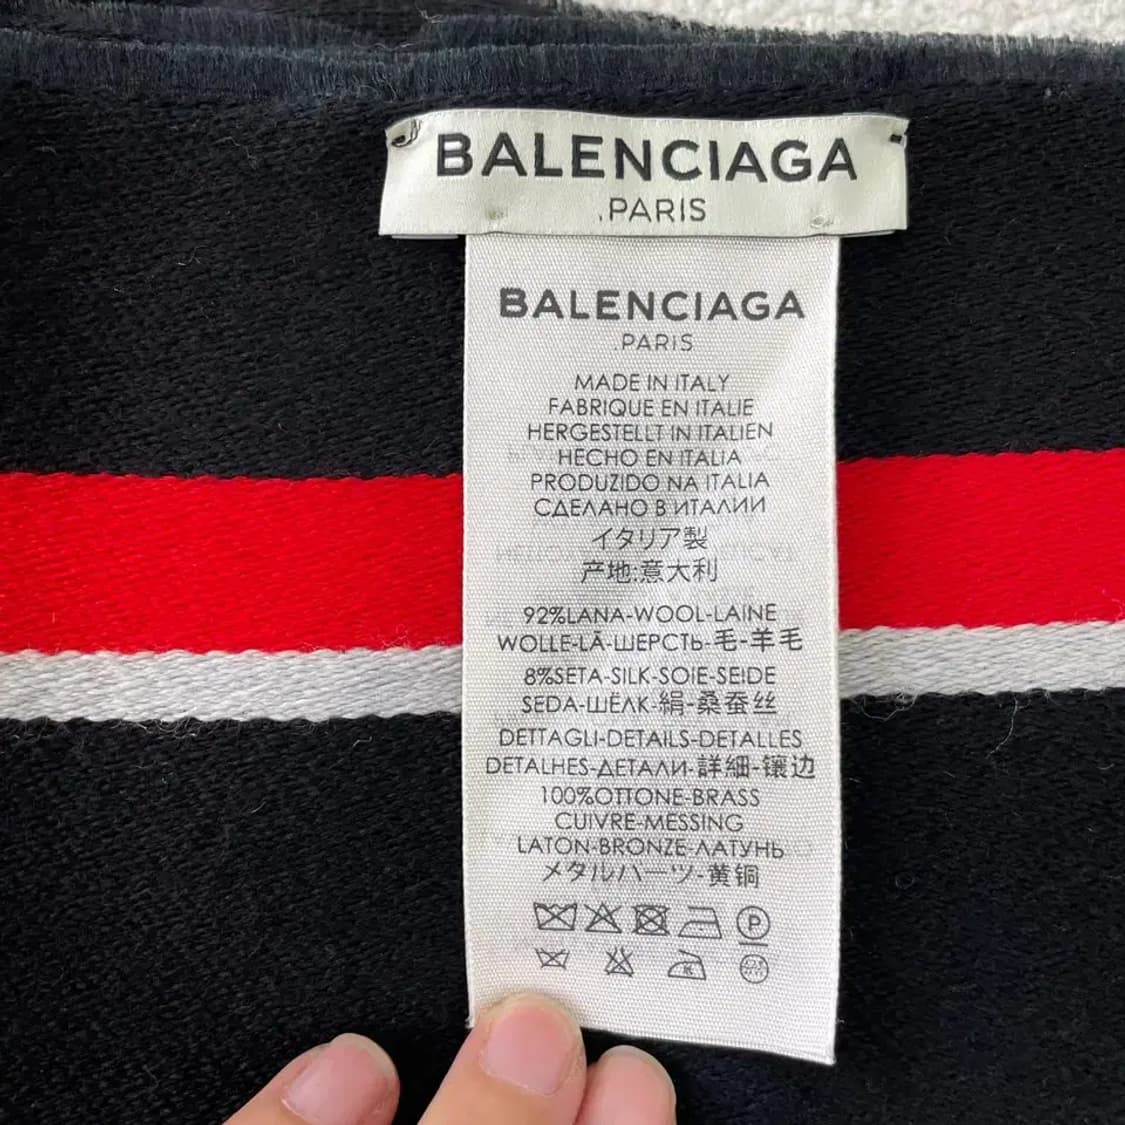 BALENCIAGA
.PARIS
BALENCIAGA
.PARIS
MADE IN ITALY
FABRIQUE EN ITALIE
HERGESTELLT IN ITALIEN
HECHO EN ITALIA
PRODUZIDO NA ITALIA
СДЕЛАНО В ИТАЛИИ
イタリア製
产地:意大利
92%LANA-WOOL-LAINE
WOLLE-LÃ-ШЕРСТЬ-毛-羊毛
8%SETA-SILK-SOIE-SEIDE
SEDA-ШЁЛК-絹-桑蚕丝
DETTAGLI-DETAILS-DETALLES
DETALHES-ДЕТАЛИ-詳細-镶边
100%OTTONE-BRASS
CUIVRE-MESSING
LATON-BRONZE-ЛАТУНЬ
メタルハーツ-黄铜
P